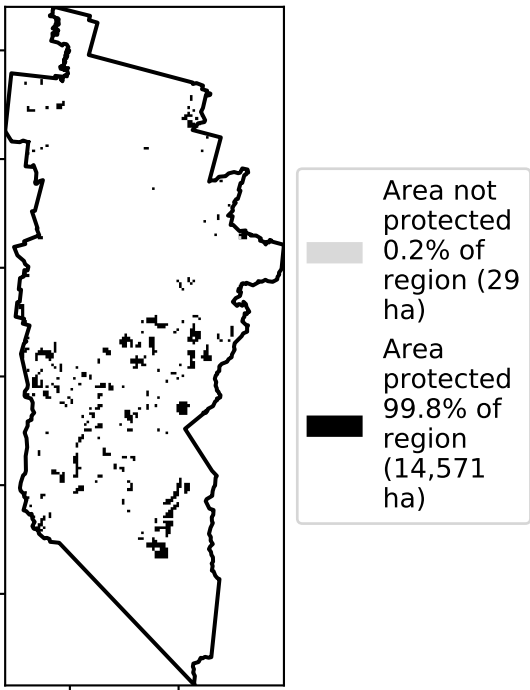 Area not
protected
0.2% of
region (29
ha)
Area
protected
99.8% of
region
(14,571
ha)